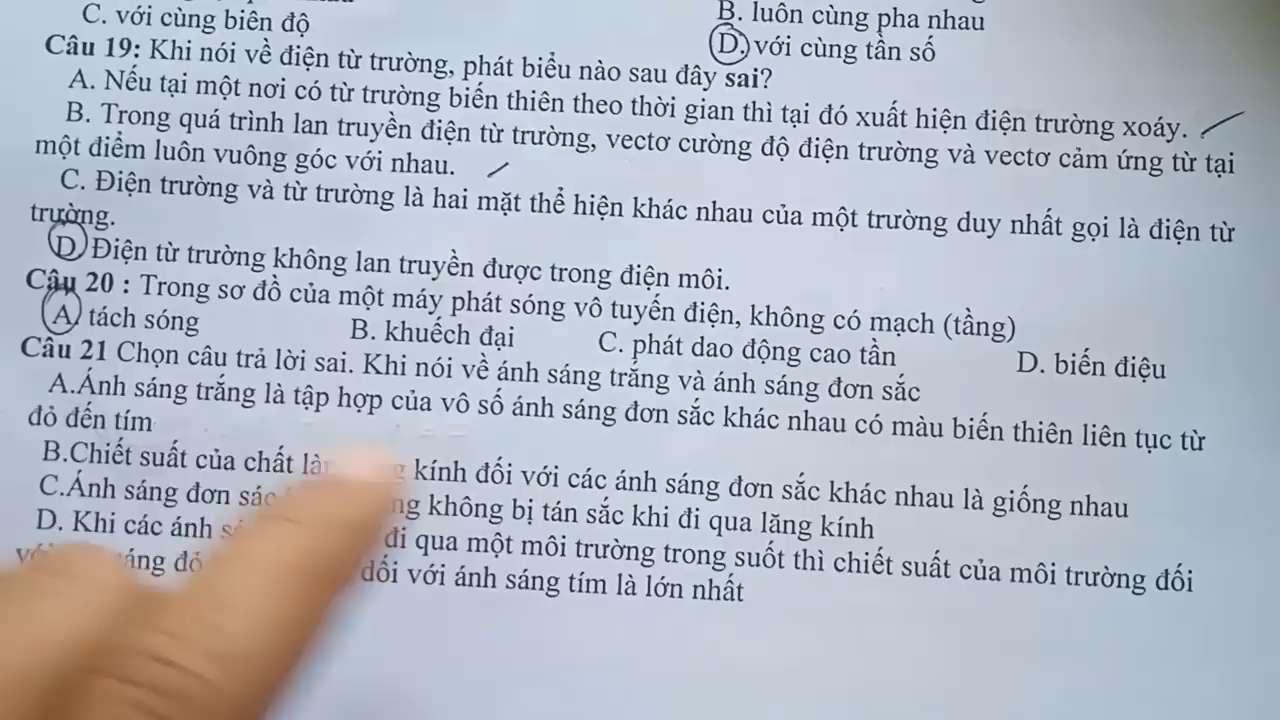 C. với cùng biên độ
B. luôn cùng pha nhau
D. với cùng tần số
Câu 19: Khi nói về điện từ trường, phát biểu nào sau đây sai?
A. Nếu tại một nơi có từ trường biến thiên theo thời gian thì tại đó xuất hiện điện trường xoáy.
B. Trong quá trình lan truyền điện từ trường, vectơ cường độ điện trường và vectơ cảm ứng từ tại
một điểm luôn vuông góc với nhau.
C. Điện trường và từ trường là hai mặt thể hiện khác nhau của một trường duy nhất gọi là điện từ
trường.
D. Điện từ trường không lan truyền được trong điện môi.
Câu 20 : Trong sơ đồ của một máy phát sóng vô tuyến điện, không có mạch (tầng)
A. tách sóng B. khuếch đại C. phát dao động cao tần D. biến điệu
Câu 21 Chọn câu trả lời sai. Khi nói về ánh sáng trắng và ánh sáng đơn sắc
A.Ánh sáng trắng là tập hợp của vô số ánh sáng đơn sắc khác nhau có màu biến thiên liên tục từ
đỏ đến tím
B.Chiết suất của chất kính đối với các ánh sáng đơn sắc khác nhau là giống nhau
C.Ánh sáng đơn sắc không bị tán sắc khi đi qua lăng kính
D. Khi các ánh đi qua một môi trường trong suốt thì chiết suất của môi trường đối
đỏ đối với ánh sáng tím là lớn nhất